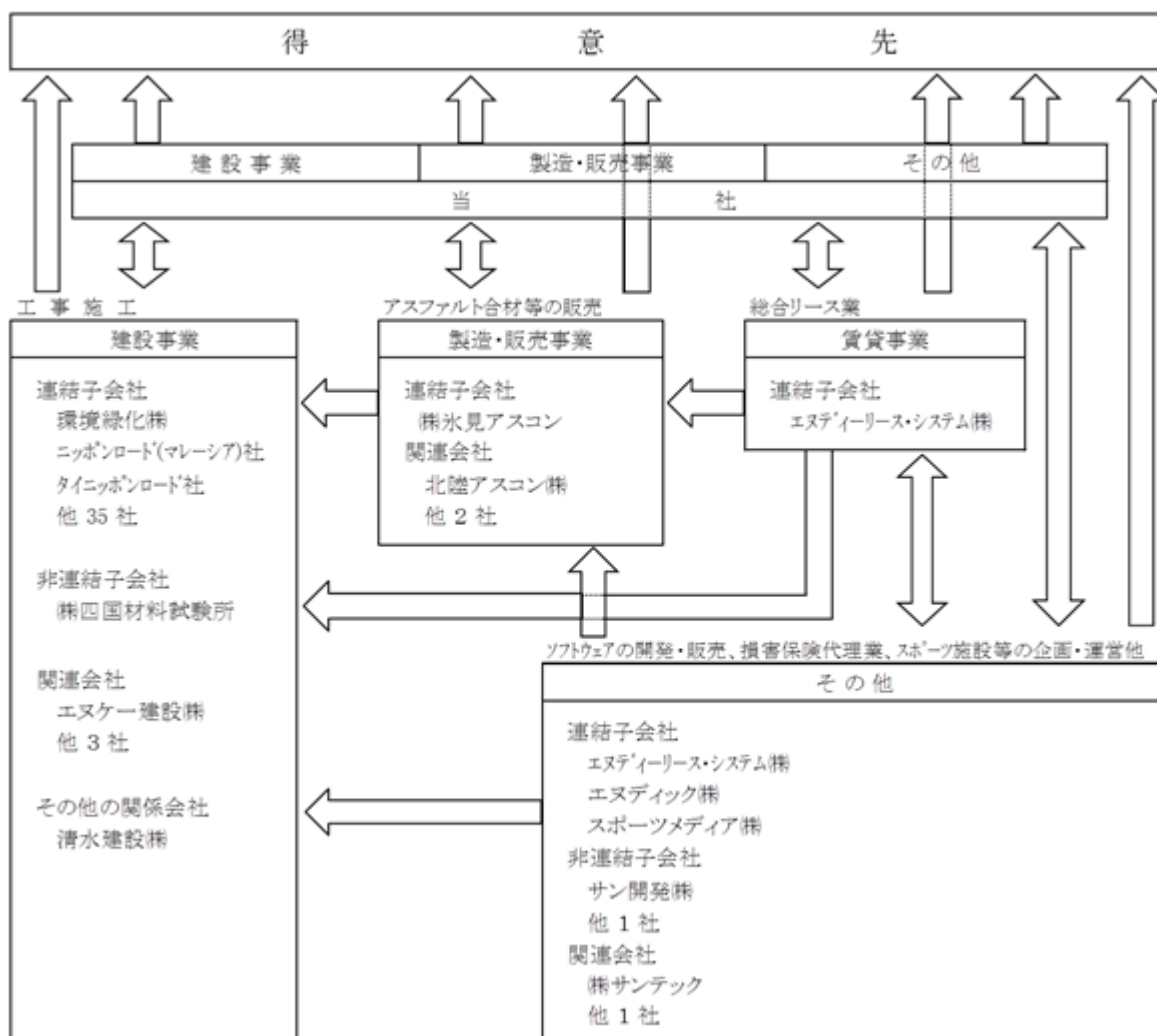 得意先
建設事業
製造・販売事業
その他
当社
工事施工
建設事業
連結子会社
環境緑化㈱
ニッポンロード(マレーシア)社
タイニッポンロード社
他 35 社
非連結子会社
㈱四国材料試験所
関連会社
エヌケー建設㈱
他 3 社
その他の関係会社
清水建設㈱
アスファルト合材等の販売
製造・販売事業
連結子会社
㈱氷見アスコン
関連会社
北陸アスコン㈱
他 2 社
総合リース業
賃貸事業
連結子会社
エヌディーリース・システム㈱
ソフトウェアの開発・販売、損害保険代理業、スポーツ施設等の企画・運営他
その他
連結子会社
エヌディーリース・システム㈱
エヌディック㈱
スポーツメディア㈱
非連結子会社
サン開発㈱
他 1 社
関連会社
㈱サンテック
他 1 社